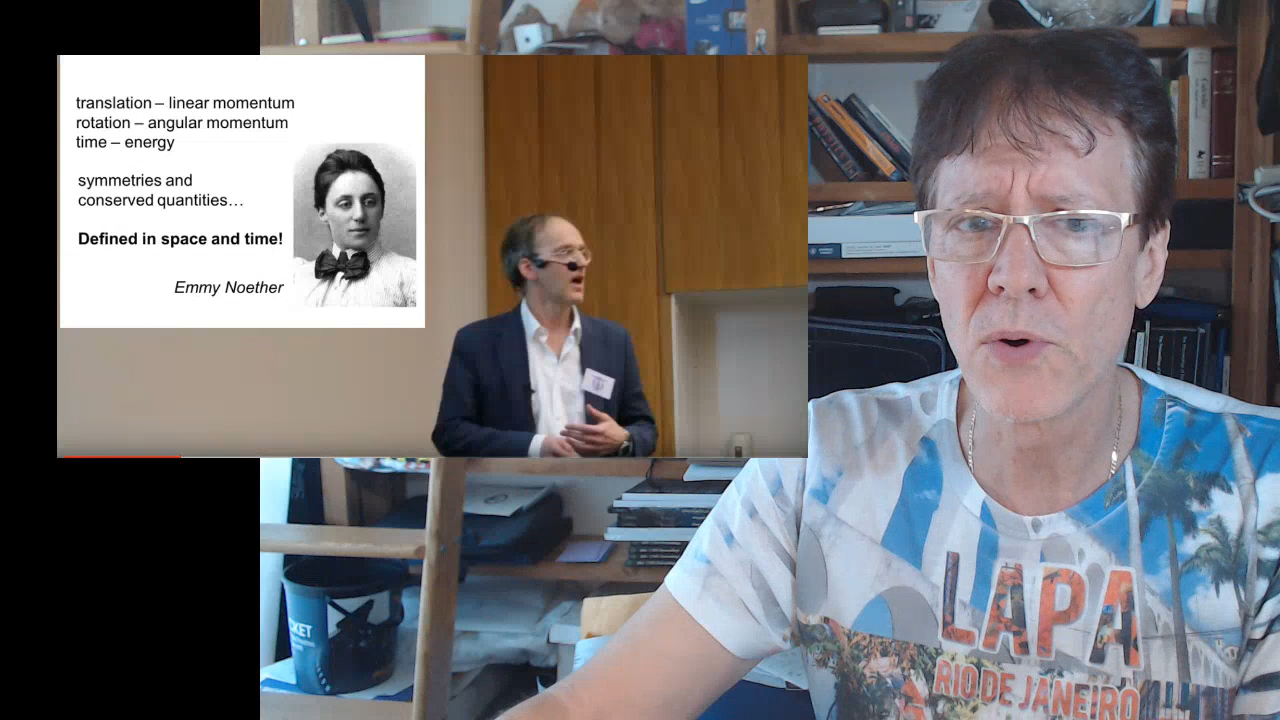 translation – linear momentum
rotation – angular momentum
time – energy
symmetries and
conserved quantities…
Defined in space and time!
Emmy Noether
LAPA
RIO DE JANEIRO